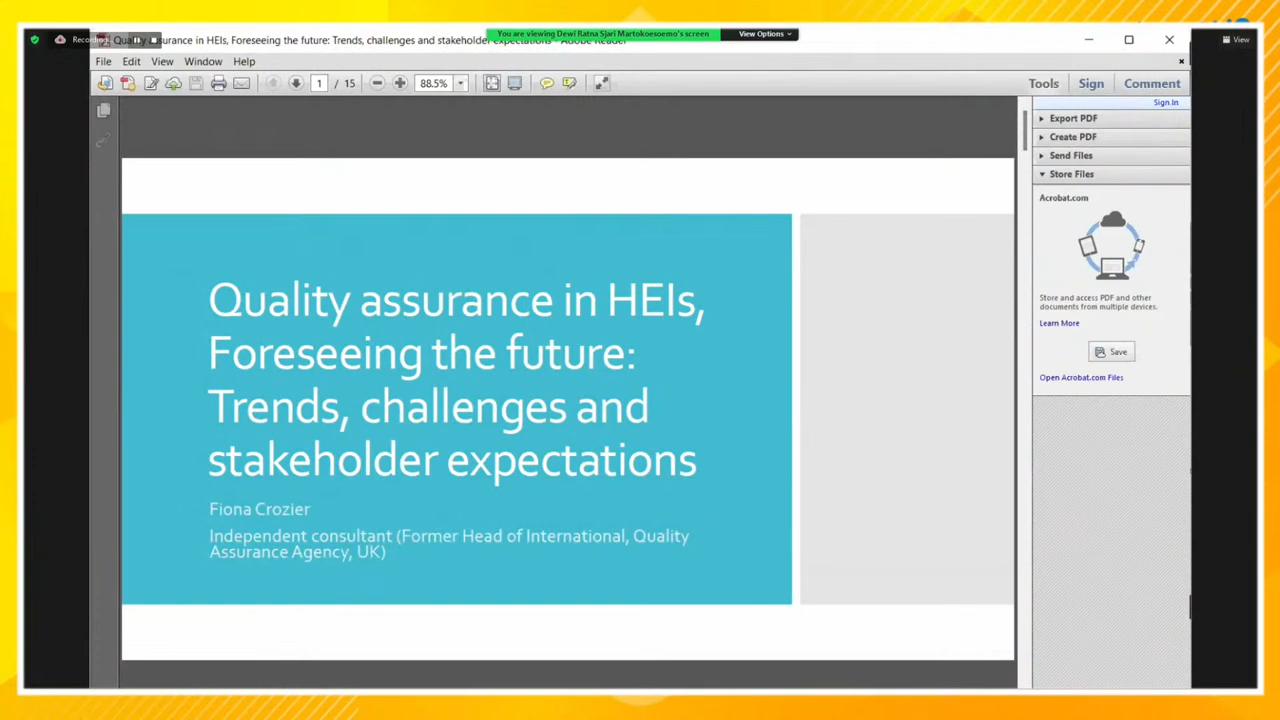 You are viewing Dewi Ratna Sjari Martokoesoemo's screen
View Options
Recording
assurance in HEIs, Foreseeing the future: Trends, challenges and stakeholder
View
File Edit View Window Help
1 / 15 88.5% Tools Sign Comment
Sign In
Export PDF
Create PDF
Send Files
Store Files
Acrobat.com
Store and access PDF and other
documents from multiple devices.
Learn More
Save
Open Acrobat.com Files
Quality assurance in HEIs,
Foreseeing the future:
Trends, challenges and
stakeholder expectations
Fiona Crozier
Independent consultant (Former Head of International, Quality
Assurance Agency, UK)